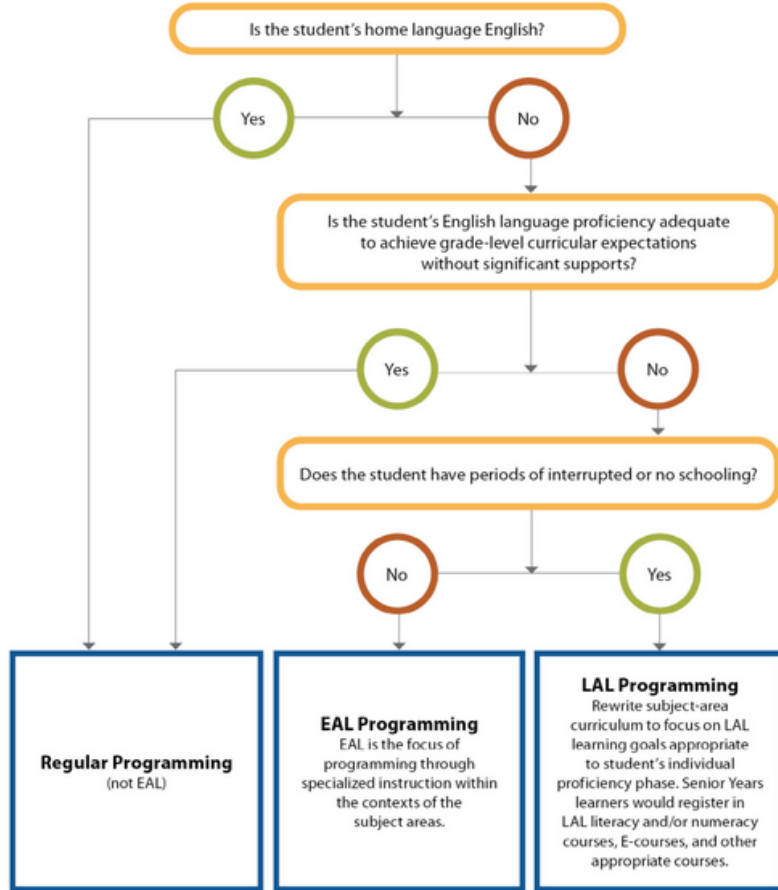 Is the student's home language English?
Yes
No
Is the student's English language proficiency adequate
to achieve grade-level curricular expectations
without significant supports?
Yes
No
Does the student have periods of interrupted or no schooling?
No
Yes
Regular Programming
(not EAL)
EAL Programming
EAL is the focus of
programming through
specialized instruction within
the contexts of the
subject areas.
LAL Programming
Rewrite subject-area
curriculum to focus on LAL
learning goals appropriate
to student's individual
proficiency phase. Senior Years
learners would register in
LAL literacy and/or numeracy
courses, E-courses, and other
appropriate courses.